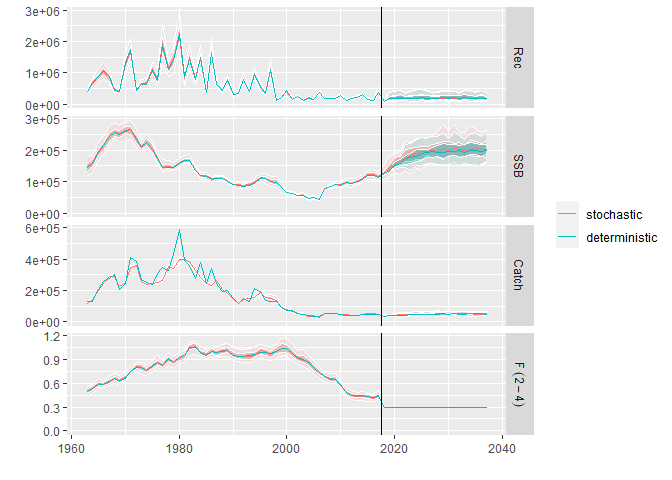 3e+06
2e+06
1e+06
0e+00
Rec
3e+05
2e+05
1e+05
0e+00
SSB
6e+05
4e+05
2e+05
0e+00
Catch
1.2
0.9
0.6
0.3
0.0
F (2 − 4)
1960
1980
2000
2020
2040
stochastic
deterministic